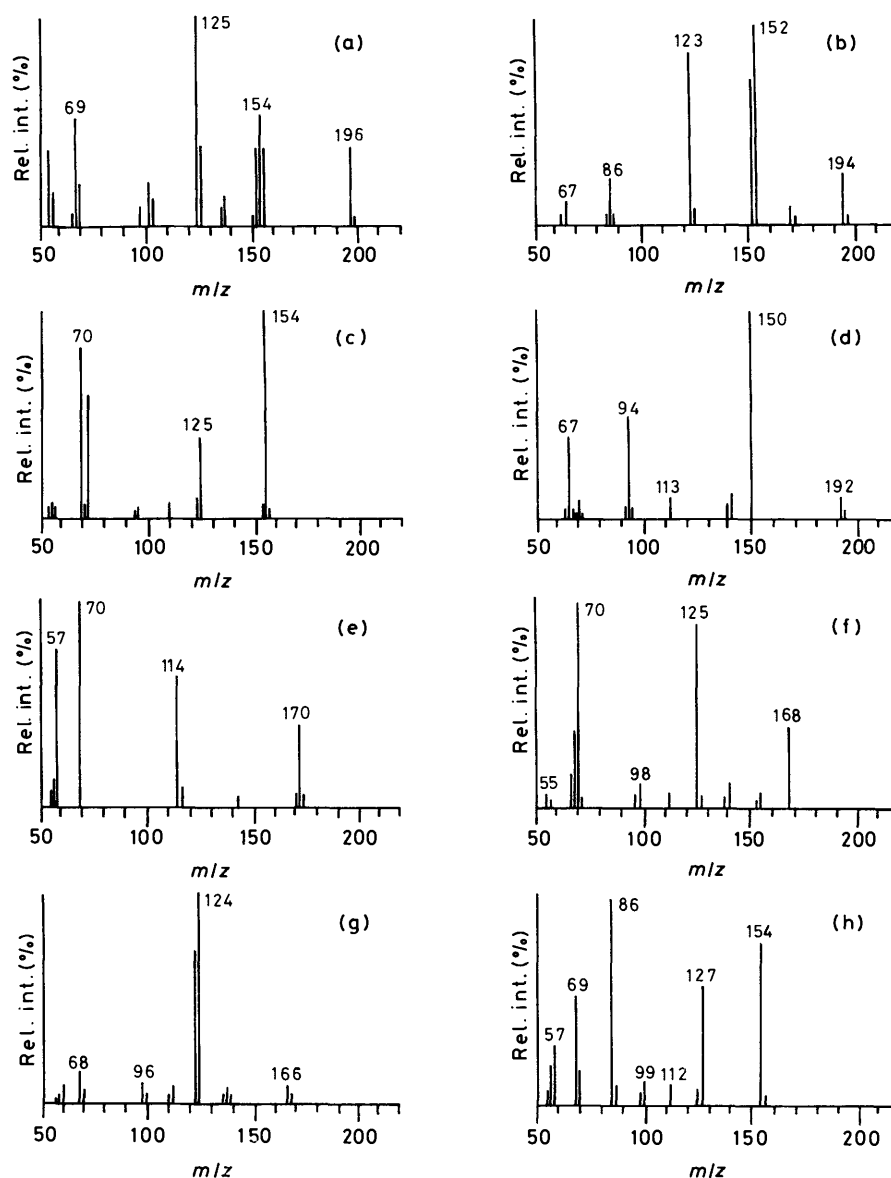 Rel. int. (%)
125
(a)
69
154
196
50
100
150
200
m/z
Rel. int. (%)
152
(b)
123
86
67
194
50
100
150
200
m/z
Rel. int. (%)
154
(c)
70
125
50
100
150
200
m/z
Rel. int. (%)
150
(d)
94
67
113
192
50
100
150
200
m/z
Rel. int. (%)
70
(e)
57
114
170
50
100
150
200
m/z
Rel. int. (%)
70
125
(f)
168
98
55
50
100
150
200
m/z
Rel. int. (%)
124
(g)
68
96
166
50
100
150
200
m/z
Rel. int. (%)
86
(h)
154
127
69
57
99
112
50
100
150
200
m/z